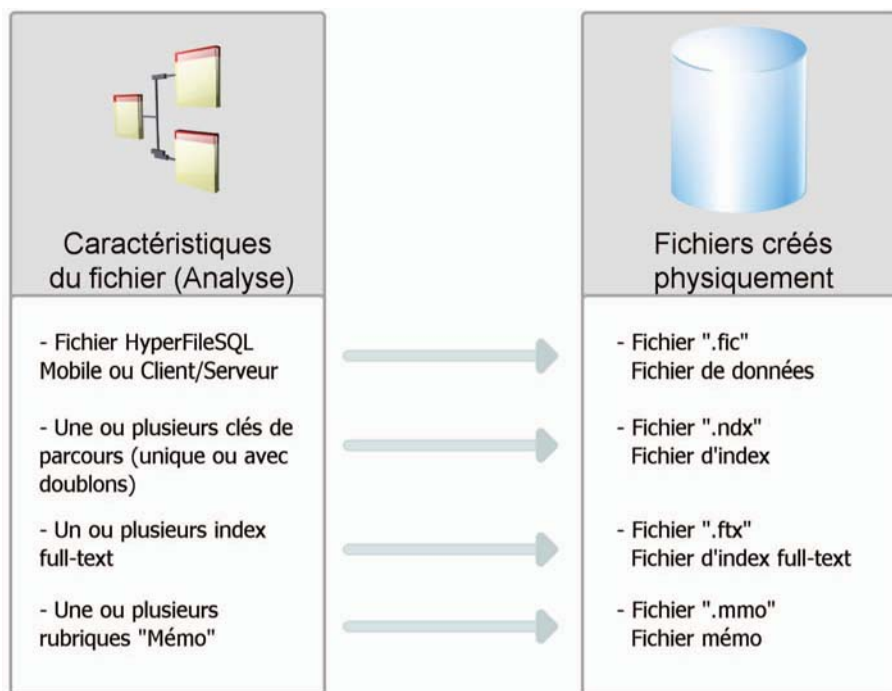 Caractéristiques
du fichier (Analyse)
- Fichier HyperFileSQL
Mobile ou Client/Serveur
- Une ou plusieurs clés de
parcours (unique ou avec
doublons)
- Un ou plusieurs index
full-text
- Une ou plusieurs
rubriques "Mémo"
Fichiers créés
physiquement
- Fichier ".fic"
Fichier de données
- Fichier ".ndx"
Fichier d'index
- Fichier ".ftx"
Fichier d'index full-text
- Fichier ".mmo"
Fichier mémo